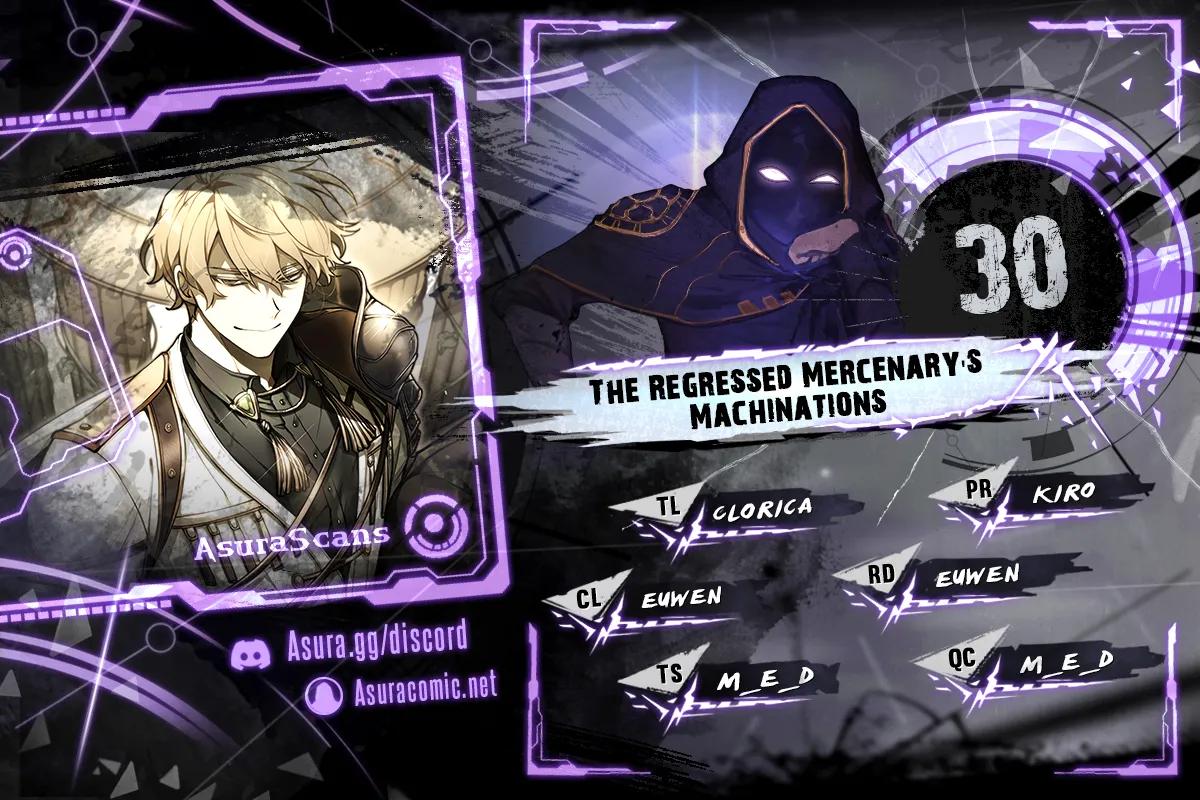 AsuraScans
Asura.gg/discord
Asuracomic.net
30
THE REGRESSED MERCENARY'S
MACHINATIONS
TL CLORICA
PR KIRO
CL EUWEN
RD EUWEN
TS M_E_D
QC M_E_D